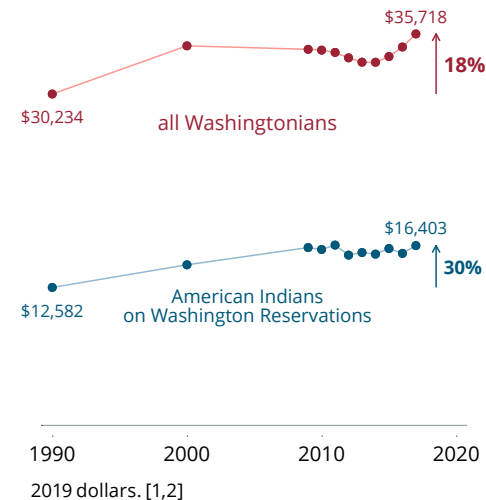 $35,718
18%
$30,234
all Washingtonians
$16,403
30%
$12,582
American Indians
on Washington Reservations
1990 2000 2010 2020
2019 dollars. [1,2]